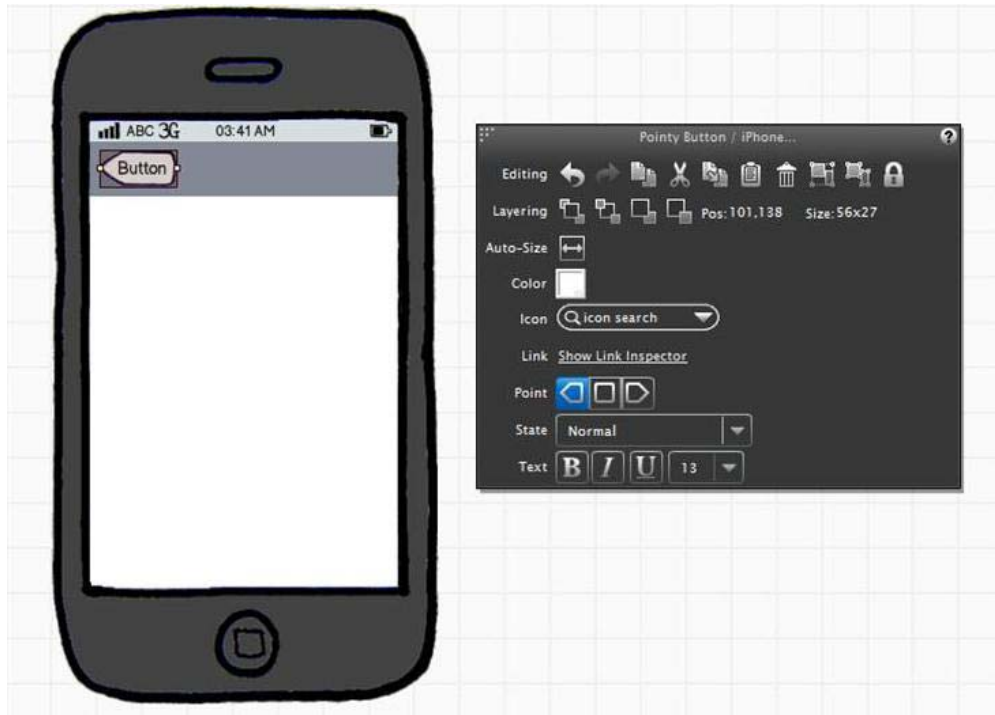 ABC 3G 03:41 AM
Button
Pointy Button / iPhone... ?
Editing
Layering Pos:101,138 Size:56x27
Auto-Size
Color
Icon icon search
Link Show Link Inspector
Point
State Normal
Text B I U 13